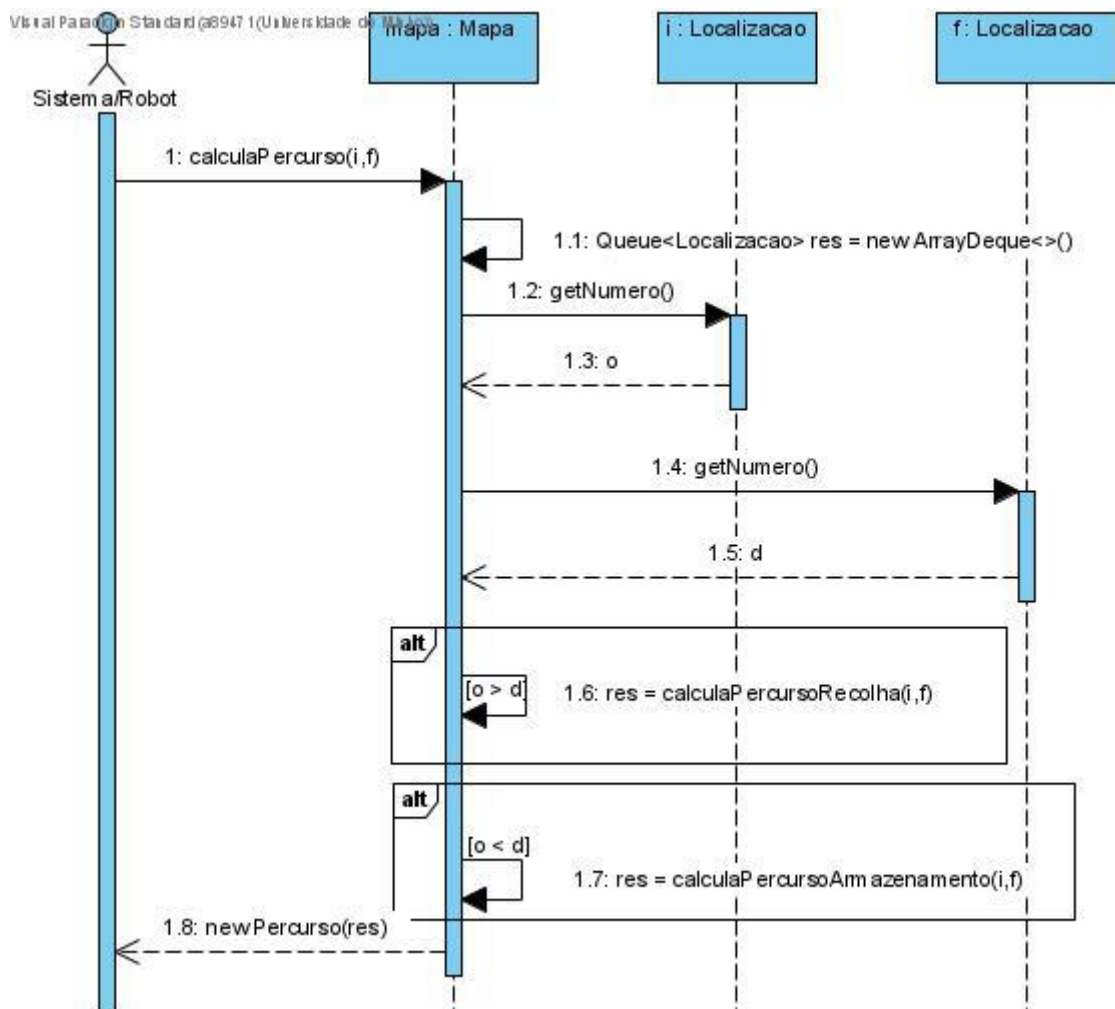 Visual Paradigm Standard(a89471(Universidade do Minho))
mapa : Mapa
i : Localizacao
f : Localizacao
Sistema/Robot
1: calculaPercurso(i,f)
1.1: Queue<Localizacao> res = new ArrayDeque<>()
1.2: getNumero()
1.3: o
1.4: getNumero()
1.5: d
alt
[o > d]
1.6: res = calculaPercursoRecolha(i,f)
alt
[o < d]
1.7: res = calculaPercursoArmazenamento(i,f)
1.8: newPercurso(res)